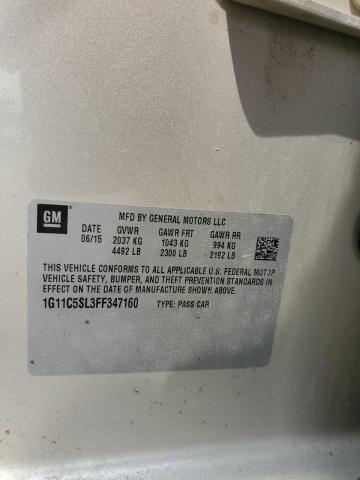 GM
MFD BY GENERAL MOTORS LLC
DATE GVWR GAWR FRT GAWR RR
06/15 2037 KG 1043 KG 994 KG
4492 LB 2300 LB 2192 LB
THIS VEHICLE CONFORMS TO ALL APPLICABLE U.S. FEDERAL MOTOR
VEHICLE SAFETY, BUMPER, AND THEFT PREVENTION STANDARDS IN
EFFECT ON THE DATE OF MANUFACTURE SHOWN ABOVE.
1G11C5SL3FF347160 TYPE: PASS CAR